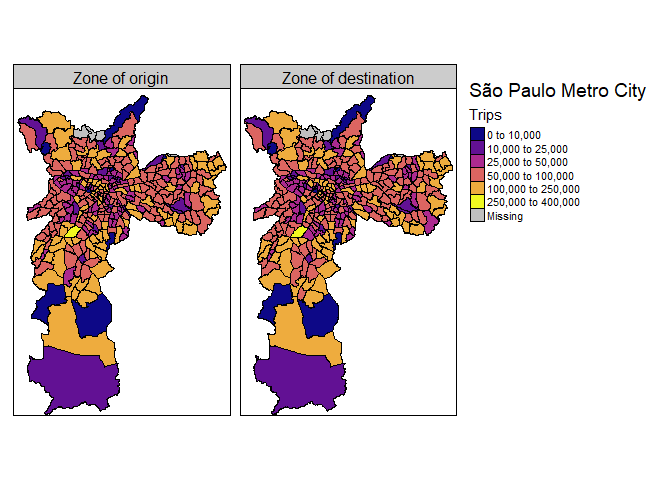 Zone of origin
Zone of destination
São Paulo Metro City
Trips
0 to 10,000
10,000 to 25,000
25,000 to 50,000
50,000 to 100,000
100,000 to 250,000
250,000 to 400,000
Missing